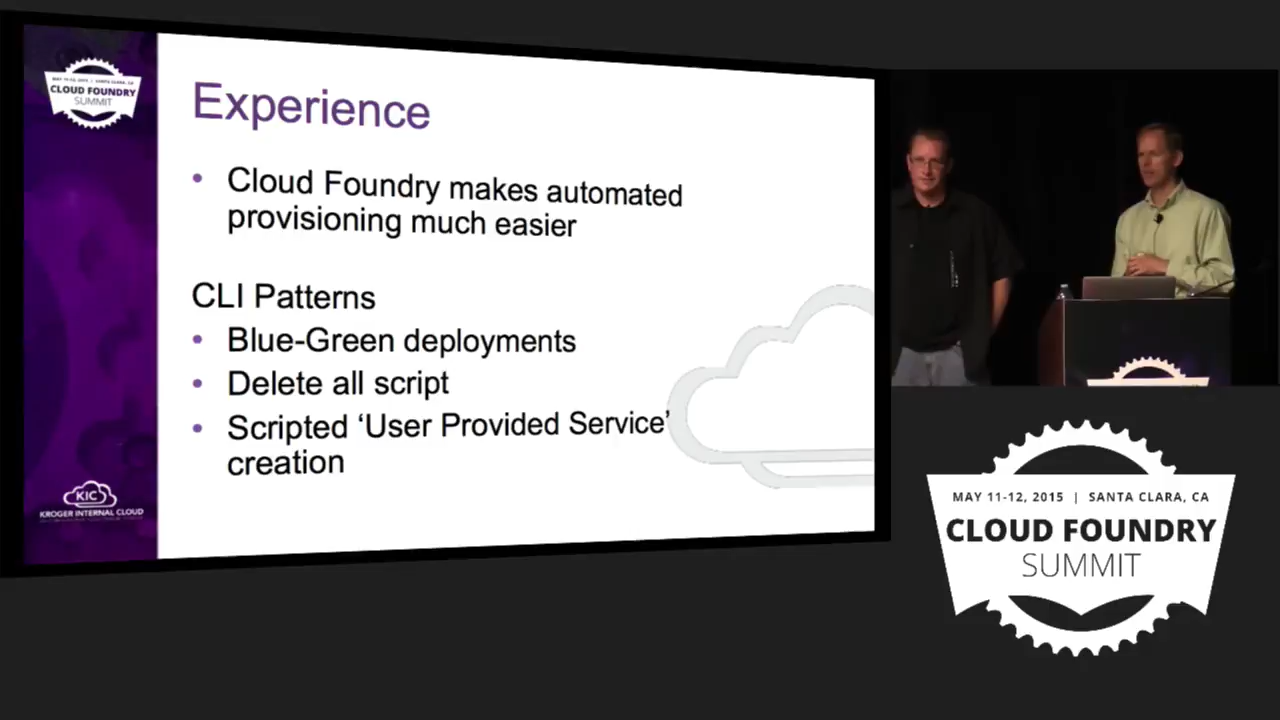 MAY 11-12, 2015 | SANTA CLARA, CA
CLOUD FOUNDRY
SUMMIT
Experience
• Cloud Foundry makes automated
provisioning much easier
CLI Patterns
• Blue-Green deployments
• Delete all script
• Scripted ‘User Provided Service’
creation
KIC
KROGER INTERNAL CLOUD
MAY 11-12, 2015 | SANTA CLARA, CA
CLOUD FOUNDRY
SUMMIT